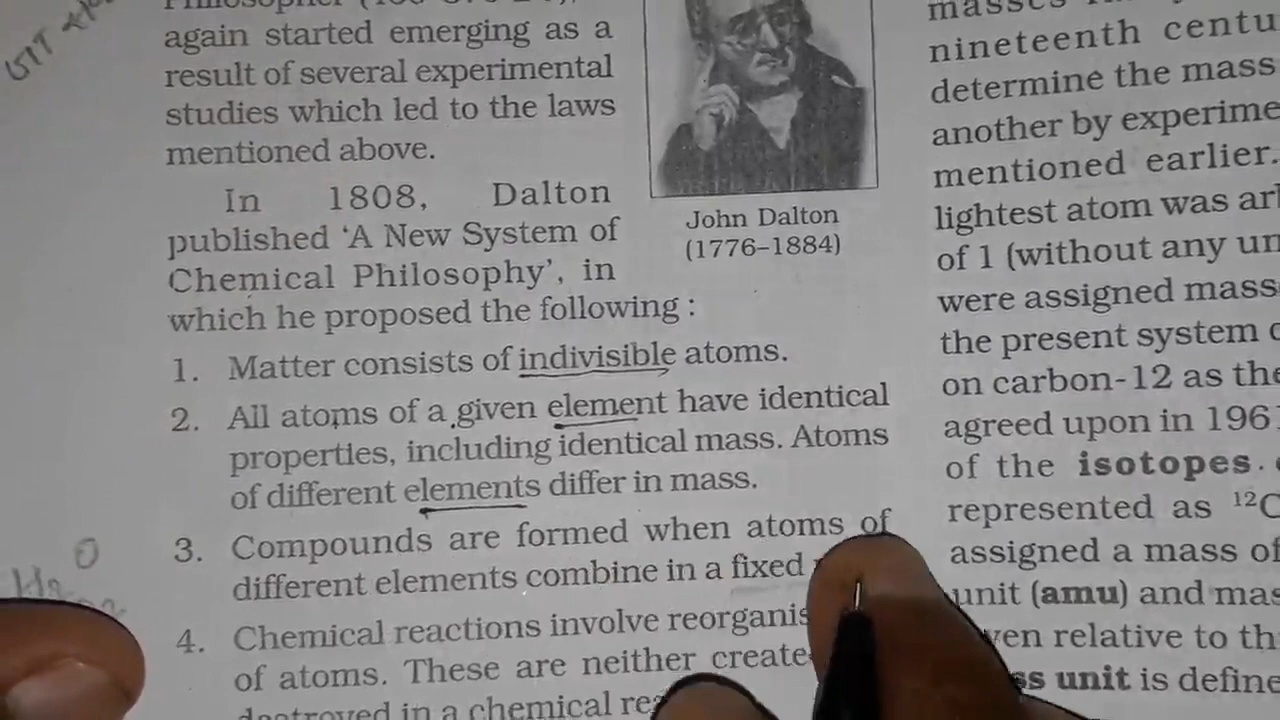 again started emerging as a
result of several experimental
studies which led to the laws
mentioned above.
In 1808, Dalton
published ‘A New System of
Chemical Philosophy’, in
which he proposed the following :
1. Matter consists of indivisible atoms.
2. All atoms of a given element have identical
properties, including identical mass. Atoms
of different elements differ in mass.
3. Compounds are formed when atoms of
different elements combine in a fixed
4. Chemical reactions involve reorganis
of atoms. These are neither create
destroyed in a chemical rea
John Dalton
(1776–1884)
masses
nineteenth centu
determine the mass
another by experime
mentioned earlier.
lightest atom was ar
of 1 (without any un
were assigned mass
the present system
on carbon-12 as the
agreed upon in 196
of the isotopes.
represented as ¹²C
assigned a mass of
unit (amu) and mas
ven relative to th
ss unit is define